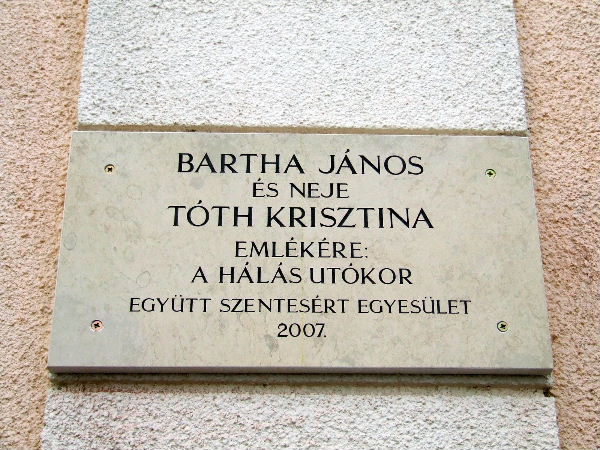 BARTHA JÁNOS
ÉS NEJE
TÓTH KRISZTINA
EMLÉKÉRE:
A HÁLÁS UTÓKOR
EGYÜTT SZENTESÉRT EGYESÜLET
2007.